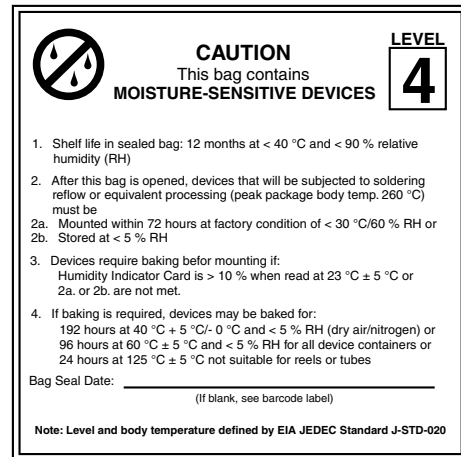 LEVEL
CAUTION
This bag contains
MOISTURE-SENSITIVE DEVICES
4
1. Shelf life in sealed bag: 12 months at < 40 °C and < 90 % relative
humidity (RH)
2. After this bag is opened, devices that will be subjected to soldering
reflow or equivalent processing (peak package body temp. 260 °C)
must be
2a. Mounted within 72 hours at factory condition of < 30 °C/60 % RH or
2b. Stored at < 5 % RH
3. Devices require baking befor mounting if:
Humidity Indicator Card is > 10 % when read at 23 °C ± 5 °C or
2a. or 2b. are not met.
4. If baking is required, devices may be baked for:
192 hours at 40 °C + 5 °C/- 0 °C and < 5 % RH (dry air/nitrogen) or
96 hours at 60 °C ± 5 °C and < 5 % RH for all device containers or
24 hours at 125 °C ± 5 °C not suitable for reels or tubes
Bag Seal Date:
(If blank, see barcode label)
Note: Level and body temperature defined by EIA JEDEC Standard J-STD-020